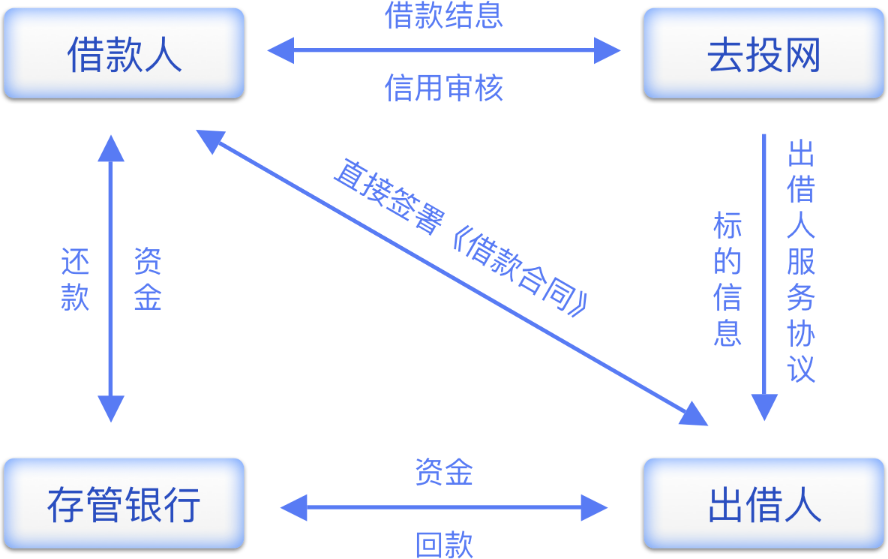 借款结息
借款人
去投网
信用审核
直接签署《借款合同》
还款
资金
标的信息
出借人服务协议
资金
存管银行
出借人
回款